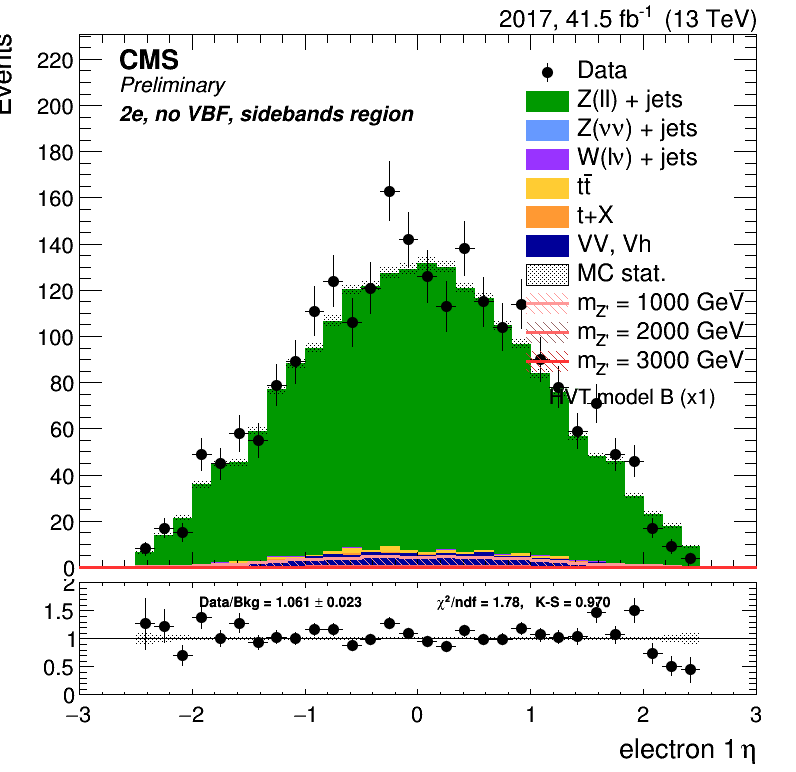 2017, 41.5 fb⁻¹ (13 TeV)
Events
CMS
Preliminary
2e, no VBF, sidebands region
Data
Z(ll) + jets
Z(νν) + jets
W(lν) + jets
tt̄
t+X
VV, Vh
MC stat.
m_Z' = 1000 GeV
m_Z' = 2000 GeV
m_Z' = 3000 GeV
HVT model B (x1)
220
200
180
160
140
120
100
80
60
40
20
0
Data/Bkg = 1.061 ± 0.023
χ²/ndf = 1.78, K-S = 0.970
2
1.5
1
0.5
0
−3 −2 −1 0 1 2 3
electron 1 η